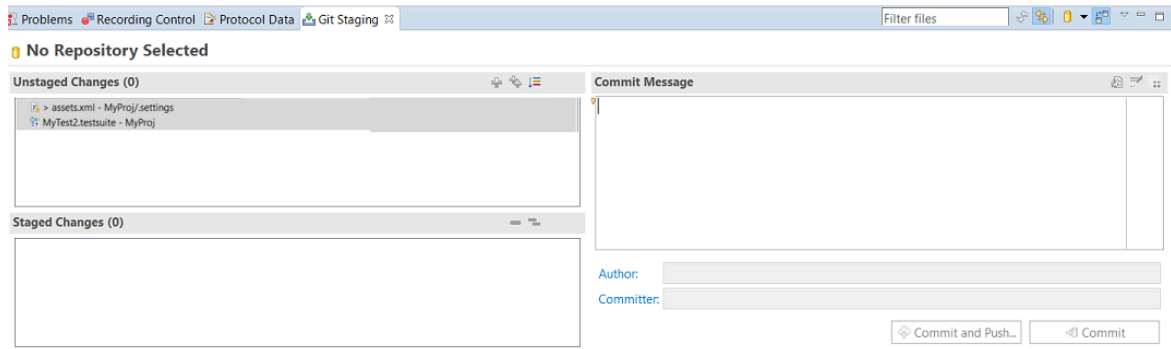 Problems Recording Control Protocol Data Git Staging Filter files
No Repository Selected
Unstaged Changes (0)
> assets.xml - MyProj/.settings
MyTest2.testsuite - MyProj
Staged Changes (0)
Commit Message
Author:
Committer:
Commit and Push... Commit